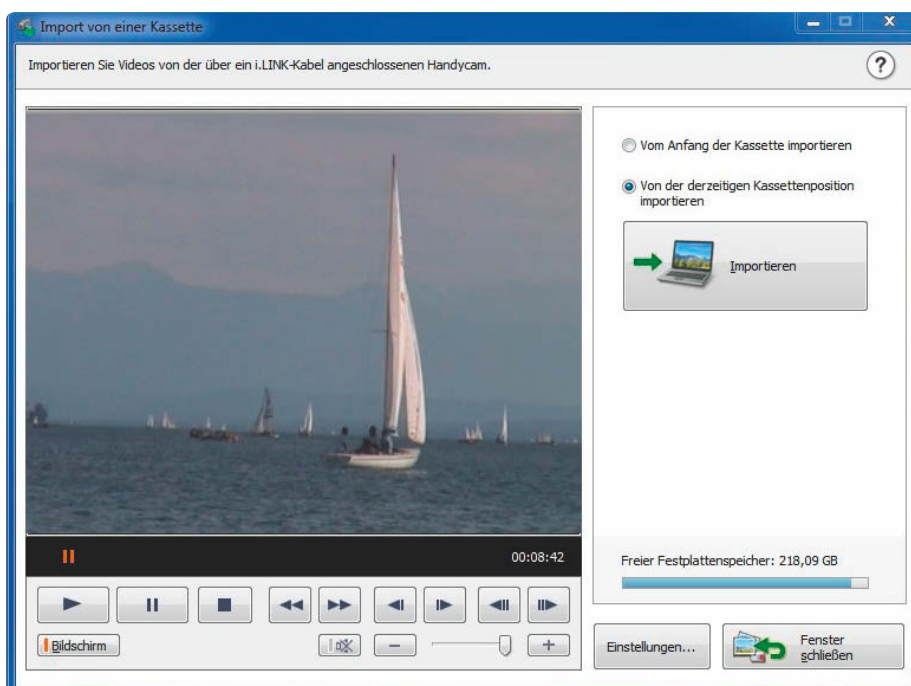 Import von einer Kassette
Importieren Sie Videos von der über ein i.LINK-Kabel angeschlossenen Handycam.
?
Vom Anfang der Kassette importieren
Von der derzeitigen Kassettenposition
importieren
Importieren
00:08:42
Freier Festplattenspeicher: 218,09 GB
Bildschirm
Einstellungen...
Fenster
schließen